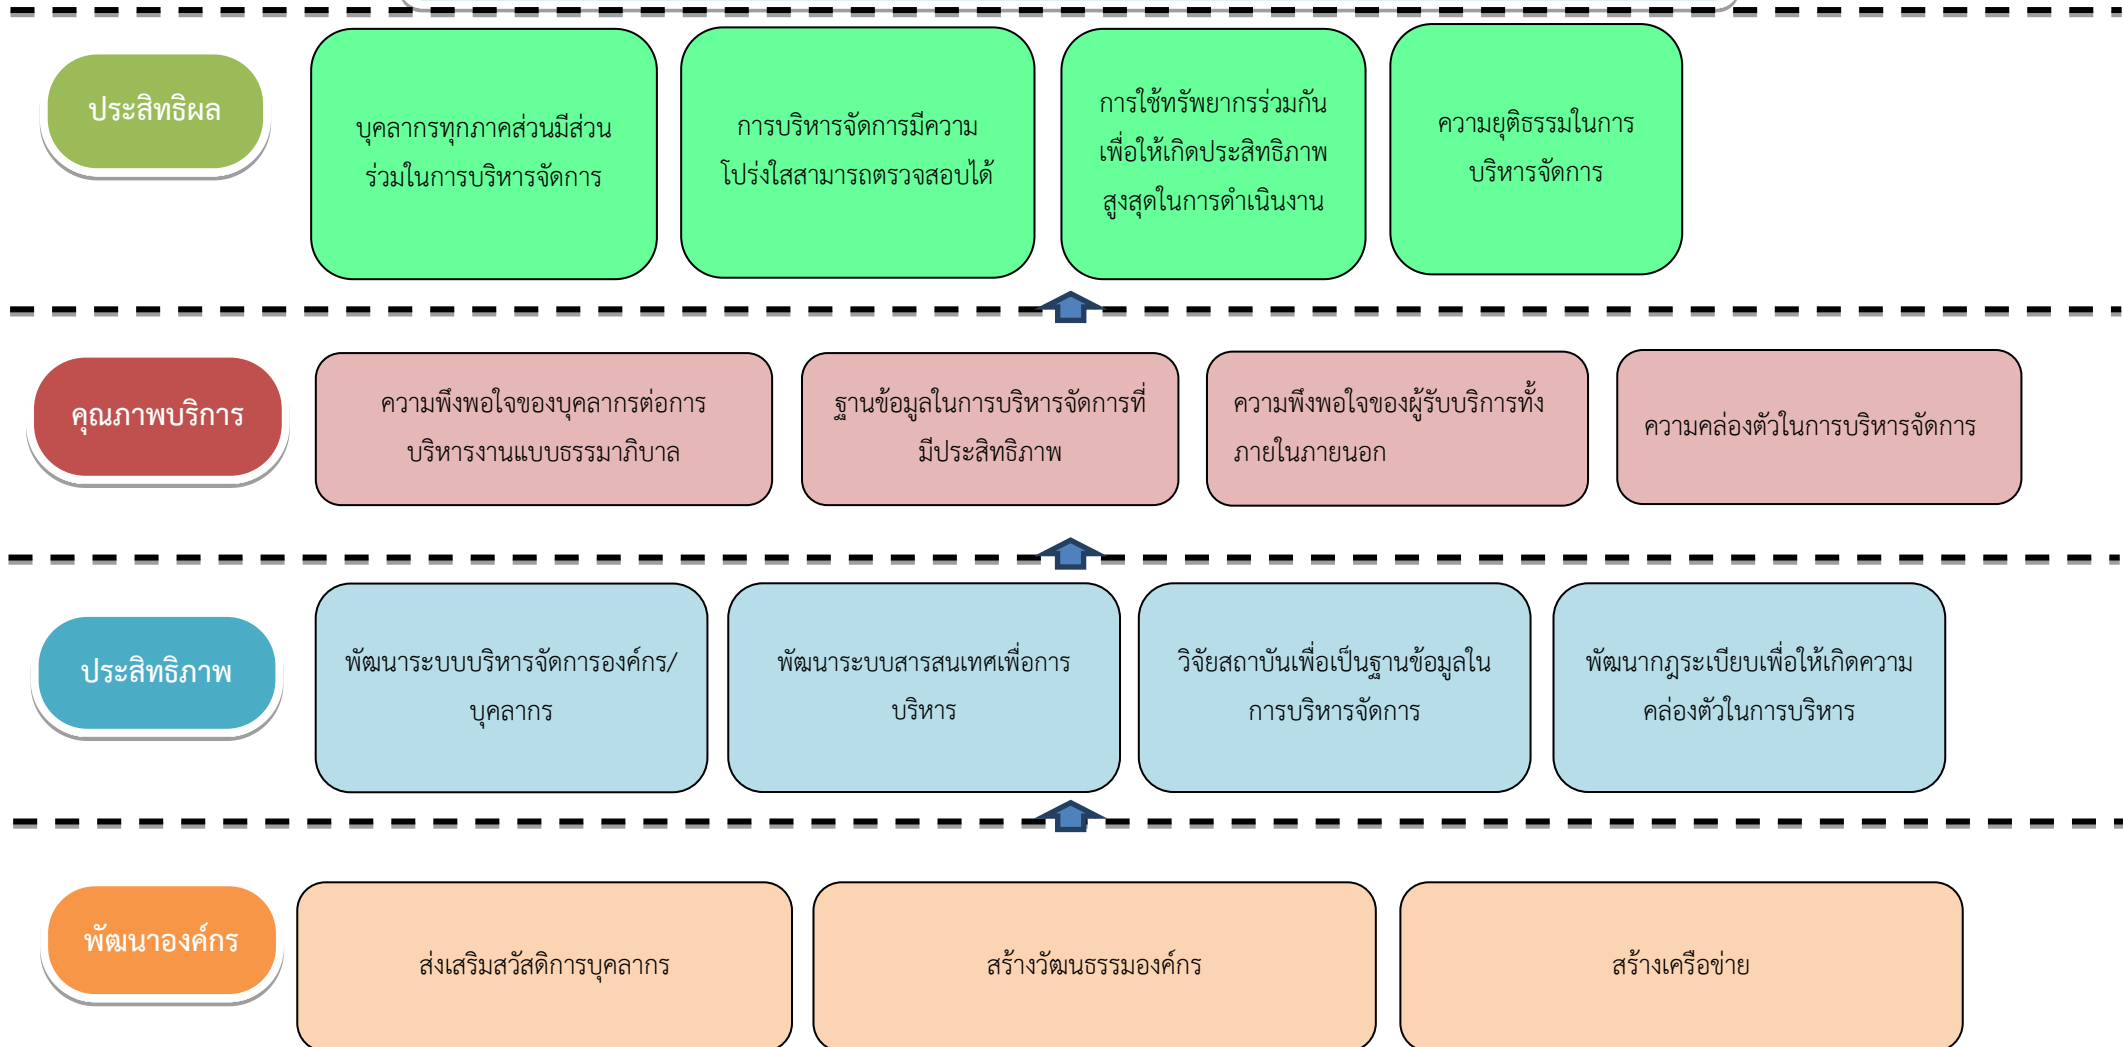 ประสิทธิผล
บุคลากรทุกภาคส่วนมีส่วน
ร่วมในการบริหารจัดการ
การบริหารจัดการมีความ
โปร่งใสสามารถตรวจสอบได้
การใช้ทรัพยากรร่วมกัน
เพื่อให้เกิดประสิทธิภาพ
สูงสุดในการดำเนินงาน
ความยุติธรรมในการ
บริหารจัดการ
คุณภาพบริการ
ความพึงพอใจของบุคลากรต่อการ
บริหารงานแบบธรรมาภิบาล
ฐานข้อมูลในการบริหารจัดการที่
มีประสิทธิภาพ
ความพึงพอใจของผู้รับบริการทั้ง
ภายในภายนอก
ความคล่องตัวในการบริหารจัดการ
ประสิทธิภาพ
พัฒนาระบบบริหารจัดการองค์กร/
บุคลากร
พัฒนาระบบสารสนเทศเพื่อการ
บริหาร
วิจัยสถาบันเพื่อเป็นฐานข้อมูลใน
การบริหารจัดการ
พัฒนากฎระเบียบเพื่อให้เกิดความ
คล่องตัวในการบริหาร
พัฒนาองค์กร
ส่งเสริมสวัสดิการบุคลากร
สร้างวัฒนธรรมองค์กร
สร้างเครือข่าย